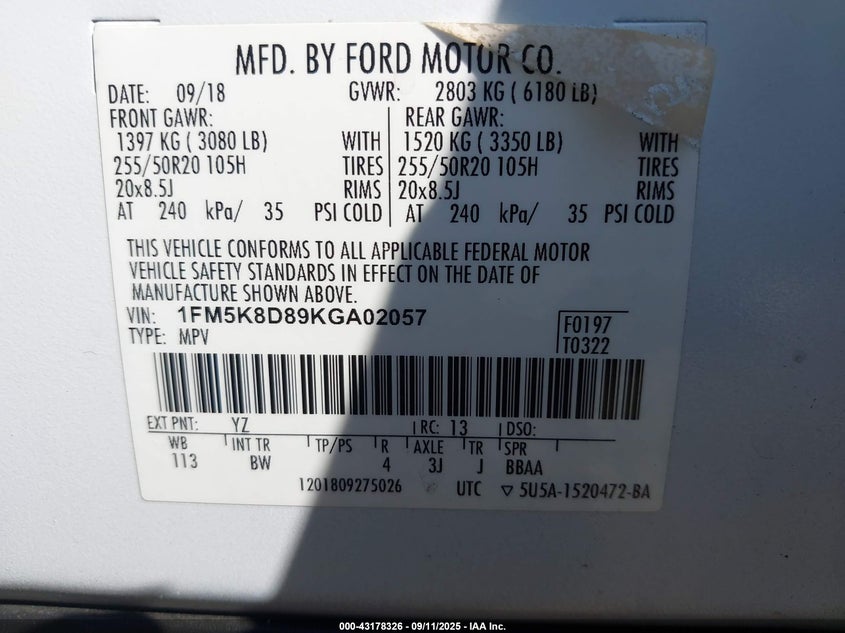 MFD. BY FORD MOTOR CO.
DATE: 09/18 GVWR: 2803 KG ( 6180 LB)
FRONT GAWR: REAR GAWR:
1397 KG ( 3080 LB) WITH 1520 KG ( 3350 LB) WITH
255/50R20 105H TIRES 255/50R20 105H TIRES
20x8.5J RIMS 20x8.5J RIMS
AT 240 kPa/ 35 PSI COLD AT 240 kPa/ 35 PSI COLD
THIS VEHICLE CONFORMS TO ALL APPLICABLE FEDERAL MOTOR
VEHICLE SAFETY STANDARDS IN EFFECT ON THE DATE OF
MANUFACTURE SHOWN ABOVE.
VIN: 1FM5K8D89KGA02057 F0197
TYPE: MPV T0322
EXT PNT: YZ RC: 13 DSO:
WB INT TR TP/PS R AXLE TR SPR
113 BW 4 3J J BBAA
1201809275026 UTC ▽ 5U5A-1520472-BA
000-43178326 - 09/11/2025 - IAA Inc.